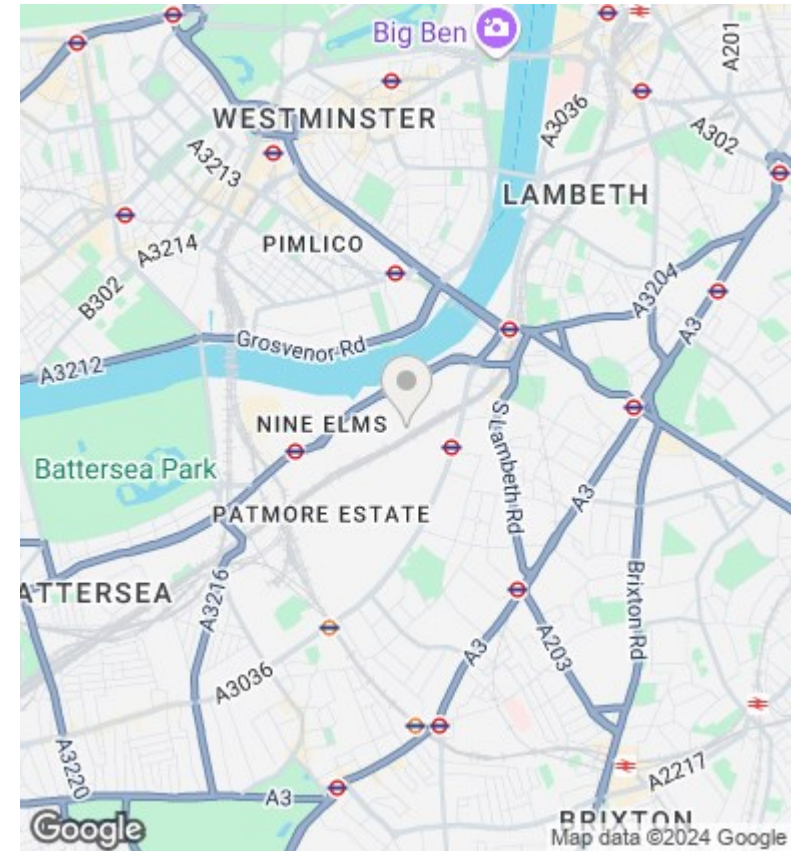 Big Ben
A201
WESTMINSTER
A3036
A302
A3213
LAMBETH
PIMLICO
A3214
B302
A3204
A3
Grosvenor Rd
A3212
NINE ELMS
S Lambeth Rd
Battersea Park
A3
PATMORE ESTATE
A3216
ATTERSEA
Brixton Rd
A203
A3
A3036
A3220
A2217
A3
BRIXTON
Google
Map data ©2024 Google